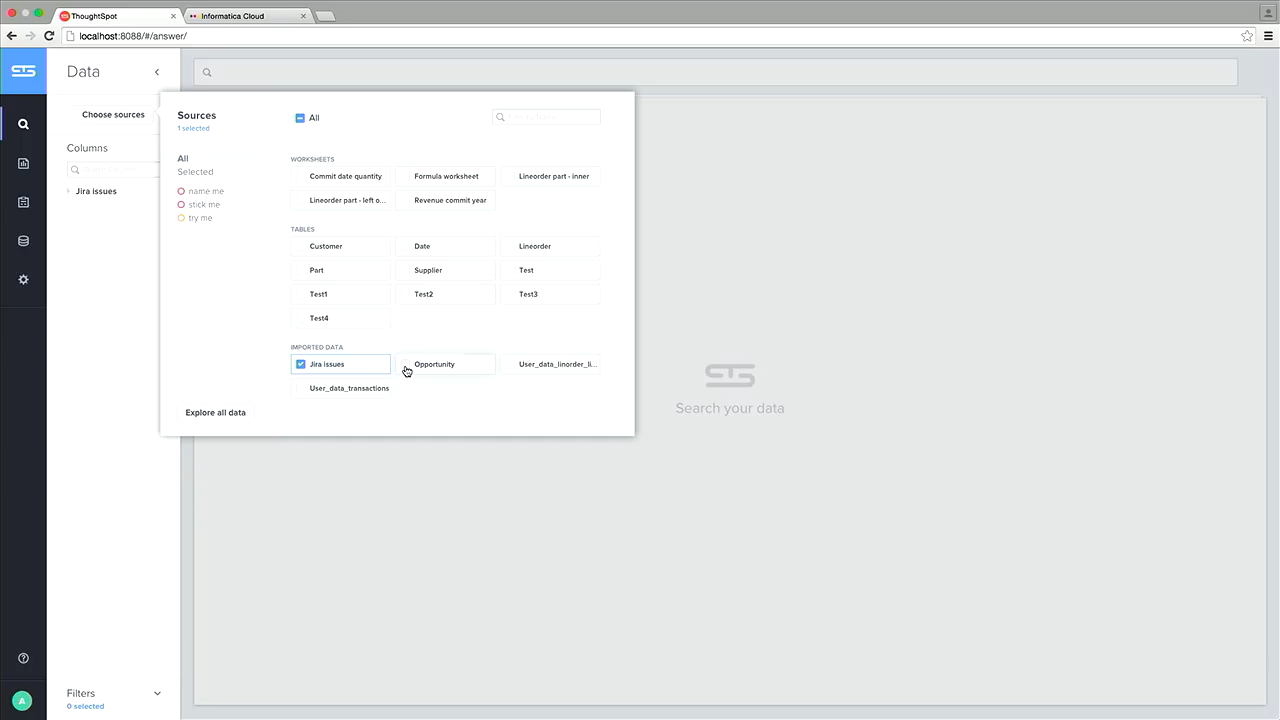 ThoughtSpot
Informatica Cloud
localhost:8088/#/answer/
Data
Choose sources
Columns
Jira issues
Sources
1 selected
All
Selected
name me
stick me
try me
Explore all data
All
WORKSHEETS
Commit date quantity
Formula worksheet
Lineorder part - inner
Lineorder part - left o...
Revenue commit year
TABLES
Customer
Date
Lineorder
Part
Supplier
Test
Test1
Test2
Test3
Test4
IMPORTED DATA
Jira issues
Opportunity
User_data_linorder_li...
User_data_transactions
Search your data
Filters
0 selected
A